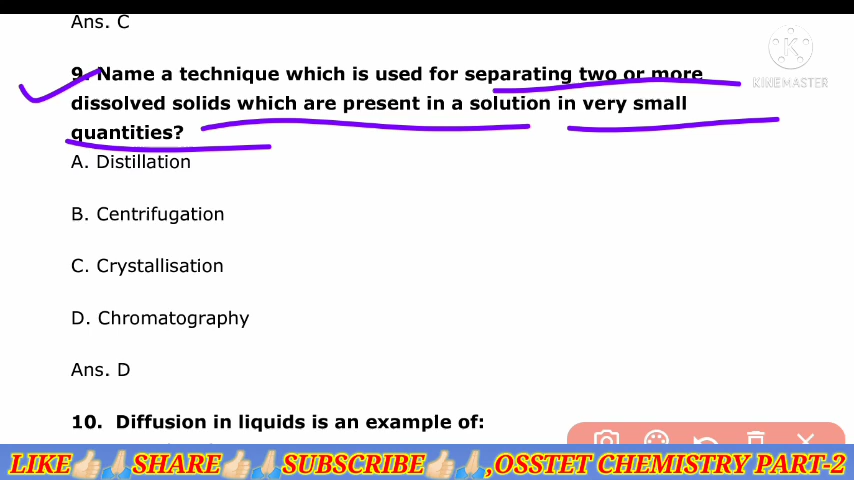 Ans. C
9. Name a technique which is used for separating two or more
dissolved solids which are present in a solution in very small
quantities?
A. Distillation
B. Centrifugation
C. Crystallisation
D. Chromatography
Ans. D
10. Diffusion in liquids is an example of:
K
KINEMASTER
LIKE👍🏻🙏🏻SHARE👍🏻🙏🏻SUBSCRIBE👍🏻🙏🏻,OSSTET CHEMISTRY PART-2